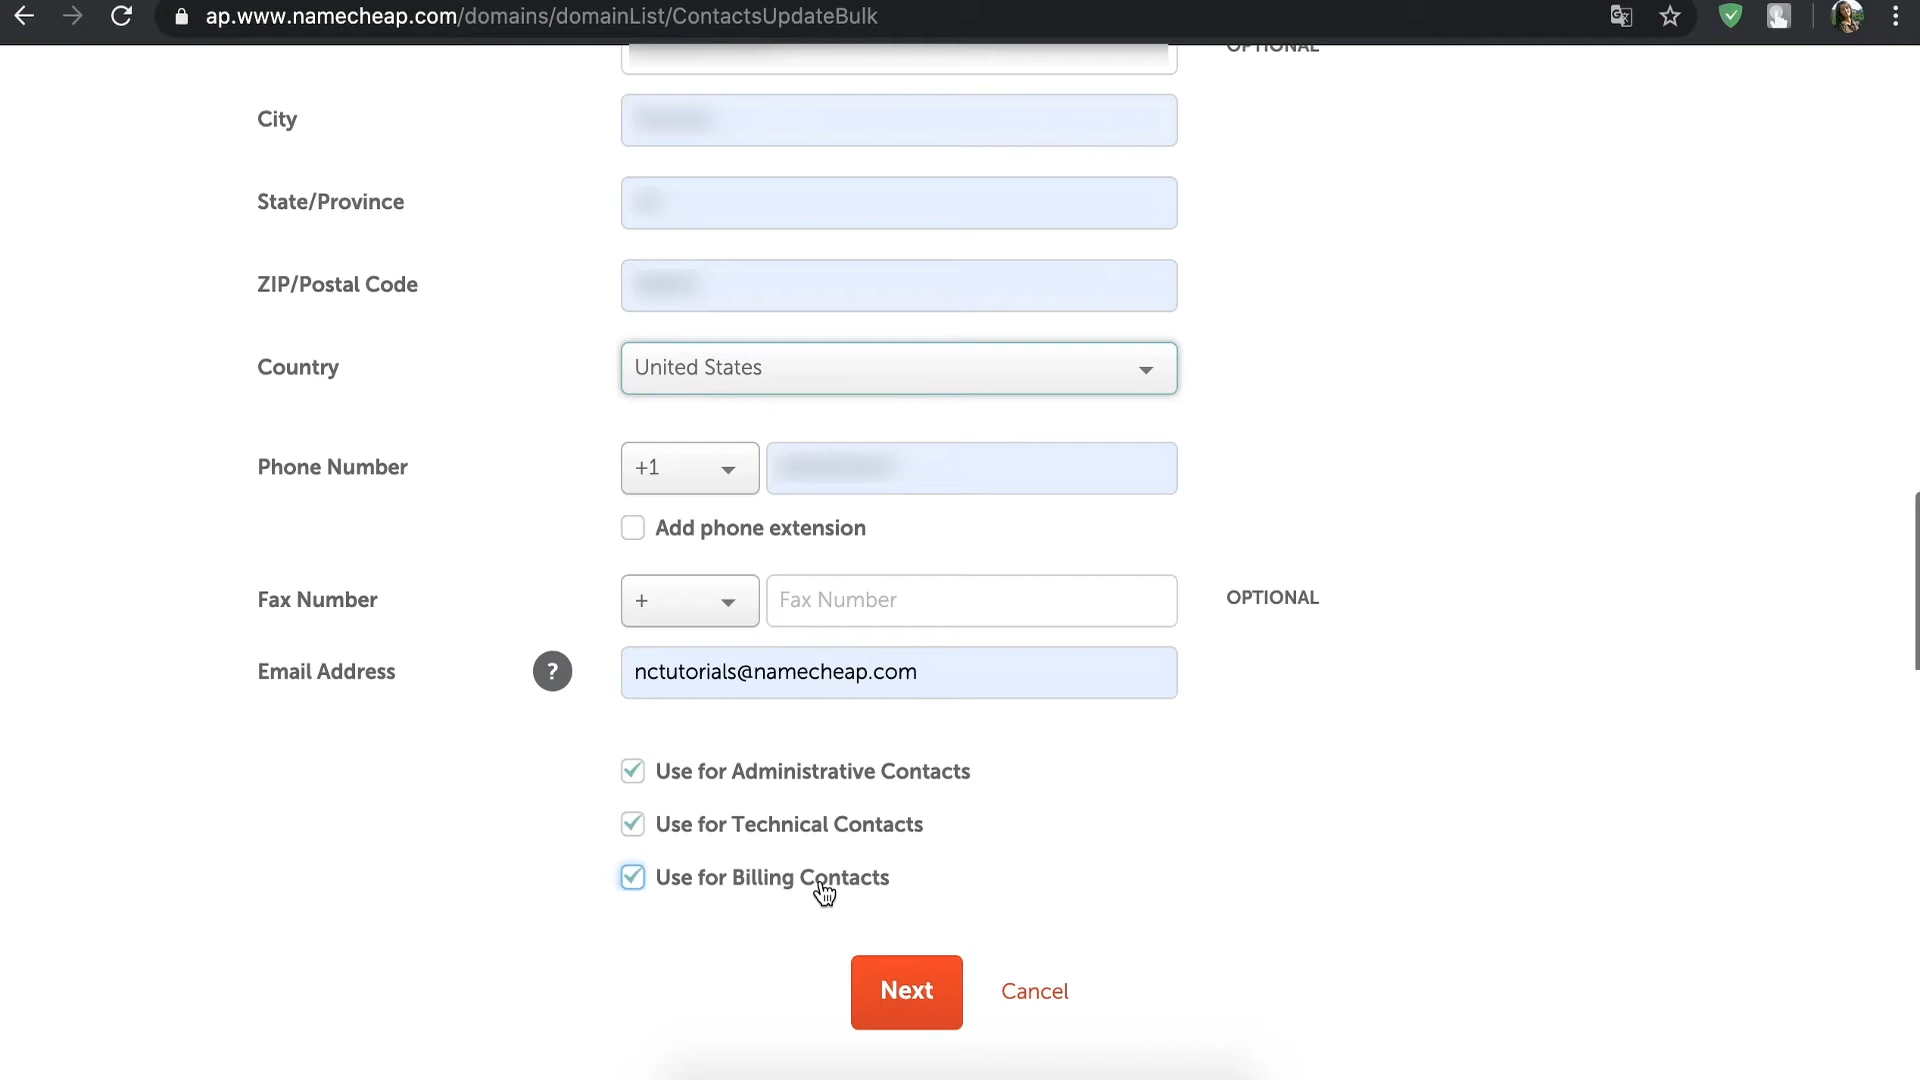 ap.www.namecheap.com/domains/domainList/ContactsUpdateBulk
OPTIONAL
City
State/Province
ZIP/Postal Code
Country
United States
Phone Number
+1
Add phone extension
Fax Number
+
Fax Number
OPTIONAL
Email Address
?
nctutorials@namecheap.com
Use for Administrative Contacts
Use for Technical Contacts
Use for Billing Contacts
Next
Cancel